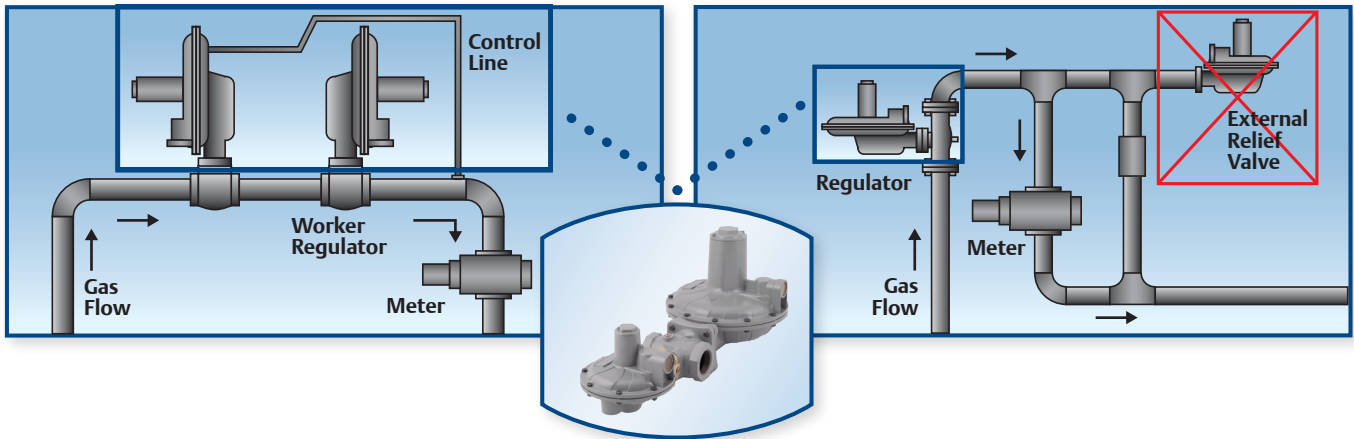 Control
Line
Worker
Regulator
Gas
Flow
Meter
Regulator
External
Relief
Valve
Meter
Gas
Flow